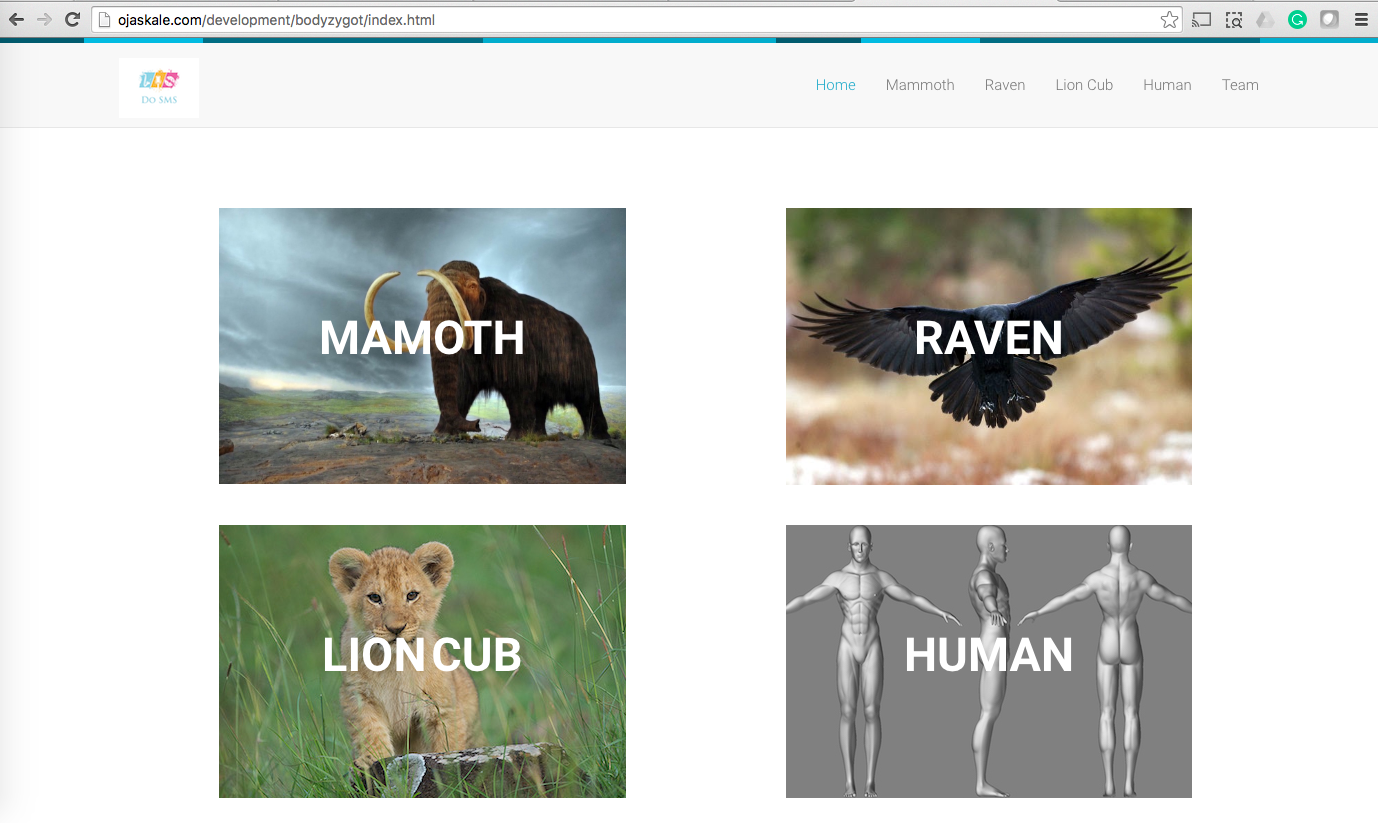 ojaskale.com/development/bodyzygot/index.html
LAS
Do SMS
Home Mammoth Raven Lion Cub Human Team
MAMOTH
RAVEN
LION CUB
HUMAN